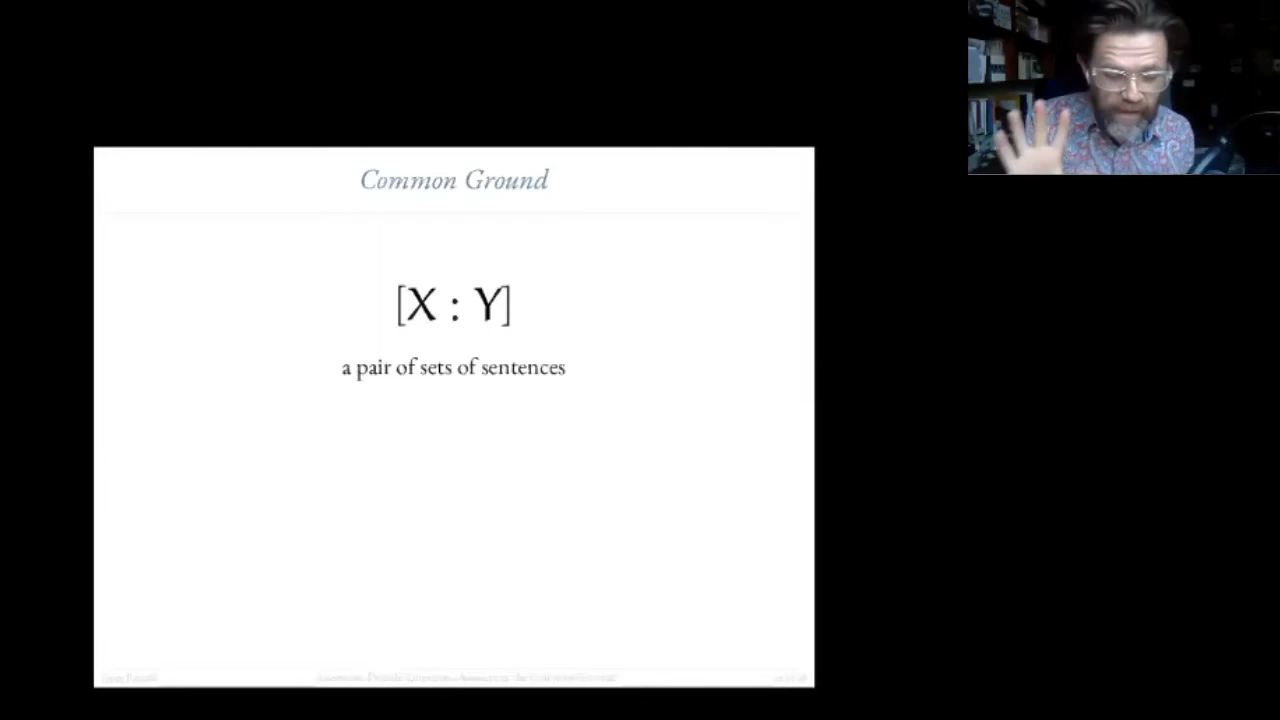 Common Ground
[X : Y]
a pair of sets of sentences